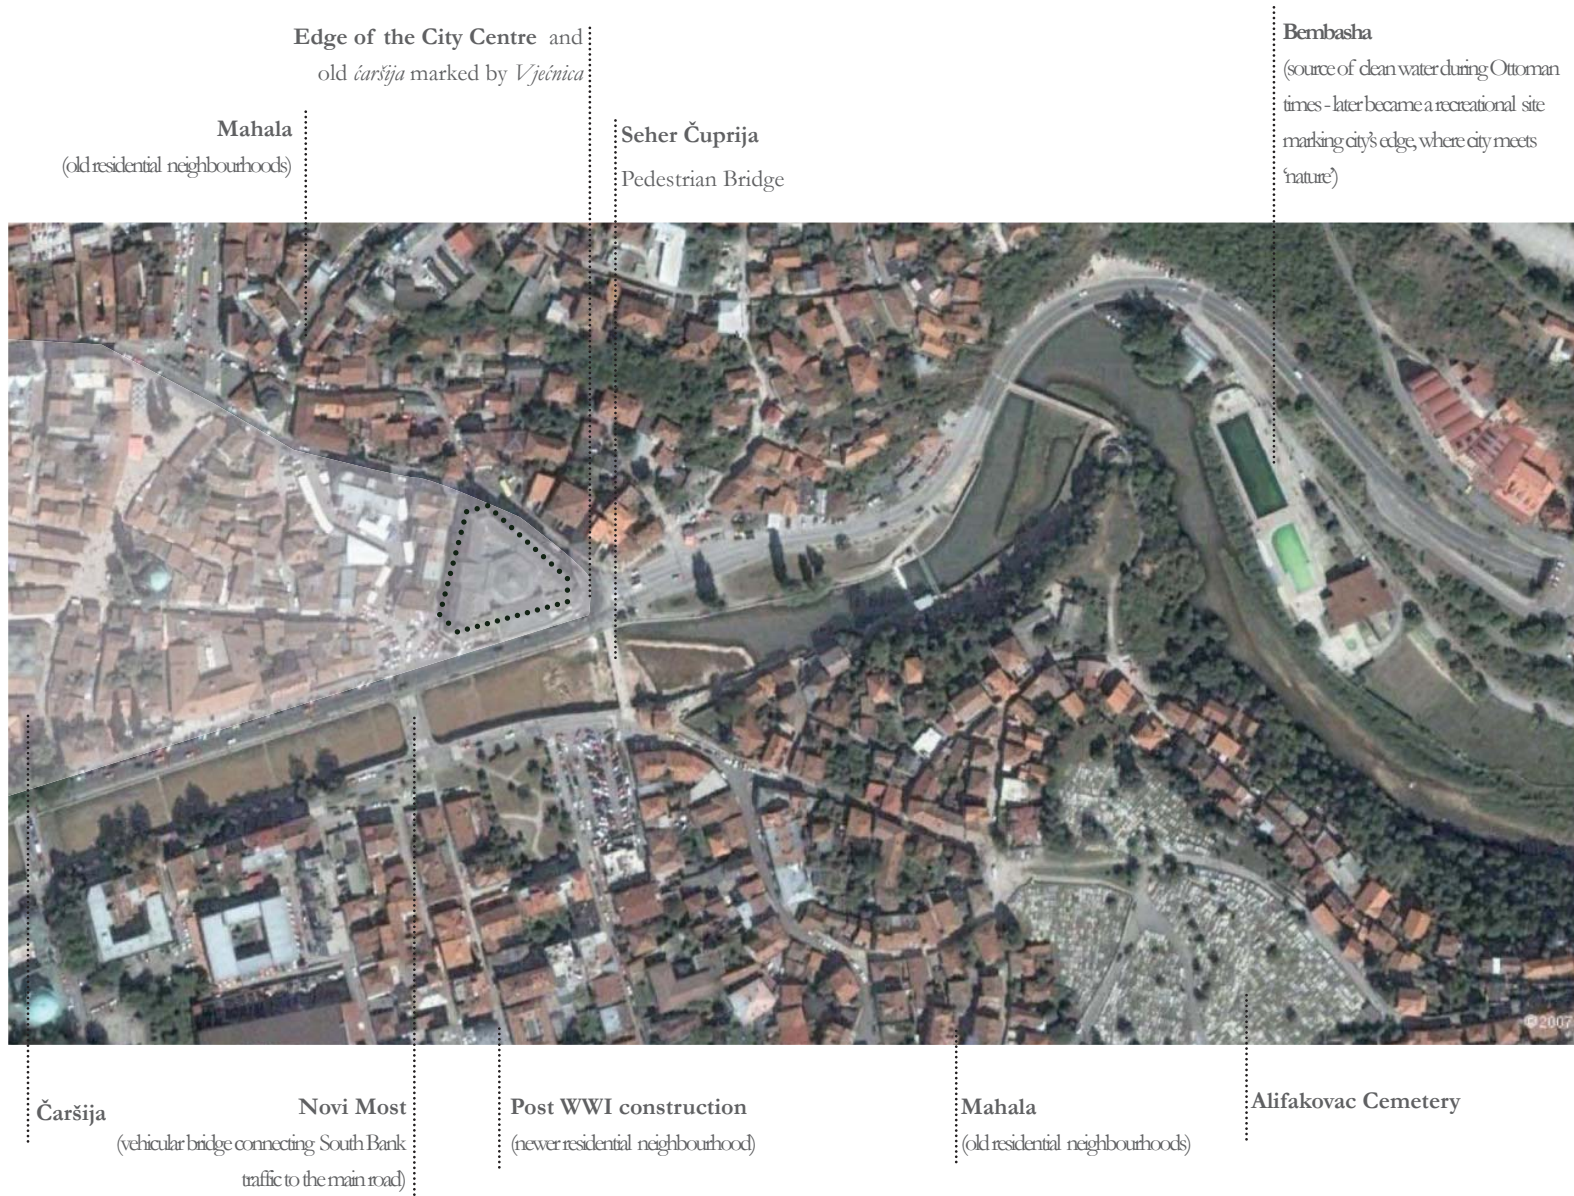 Edge of the City Centre and
old ćaršija marked by Vjećnica
Mahala
(old residential neighbourhoods)
Seher Čuprija
Pedestrian Bridge
Bembasha
(source of clean water during Ottoman
times - later became a recreational site
marking city's edge, where city meets
'nature')
© 2007
Čaršija
Novi Most
(vehicular bridge connecting South Bank
traffic to the main road)
Post WWI construction
(newer residential neighbourhood)
Mahala
(old residential neighbourhoods)
Alifakovac Cemetery